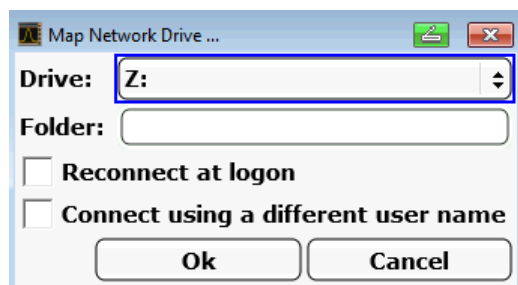 Map Network Drive ...
Drive: Z:
Folder:
Reconnect at logon
Connect using a different user name
Ok Cancel